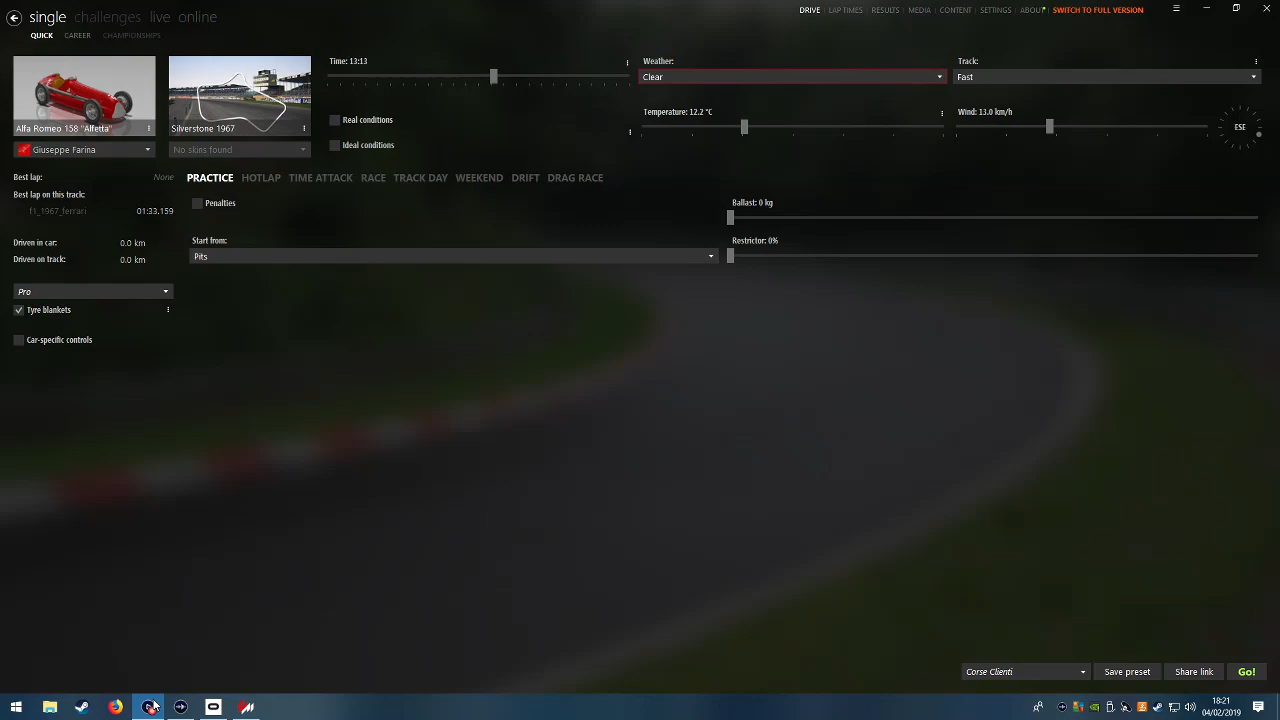 single challenges live online
DRIVE LAP TIMES RESULTS MEDIA CONTENT SETTINGS ABOUT SWITCH TO FULL VERSION
QUICK CAREER CHAMPIONSHIPS
Time: 13:13
Weather:
Track:
Clear
Fast
Temperature: 12.2 °C
Wind: 13.0 km/h
Real conditions
Alfa Romeo 158 "Alfetta"
Silverstone 1967
ESE
Ideal conditions
Giuseppe Farina
No skins found
Best lap: None
PRACTICE HOTLAP TIME ATTACK RACE TRACK DAY WEEKEND DRIFT DRAG RACE
Best lap on this track:
Penalties
Ballast: 0 kg
f1_1967_ferrari 01:33.159
Driven in car: 0.0 km
Start from:
Restrictor: 0%
Driven on track: 0.0 km
Pits
Pro
Tyre blankets
Car-specific controls
Corse Clienti
Save preset
Share link
Go!
18:21
04/02/2019